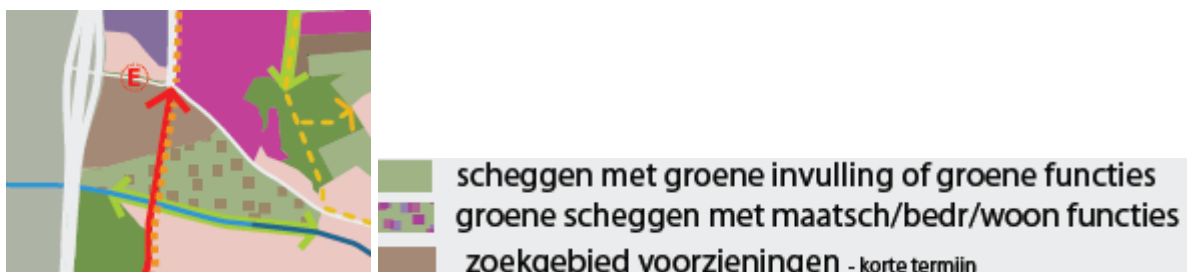 E
scheggen met groene invulling of groene functies
groene scheggen met maatsch/bedr/woon functies
zoekgebied voorzieningen - korte termijn